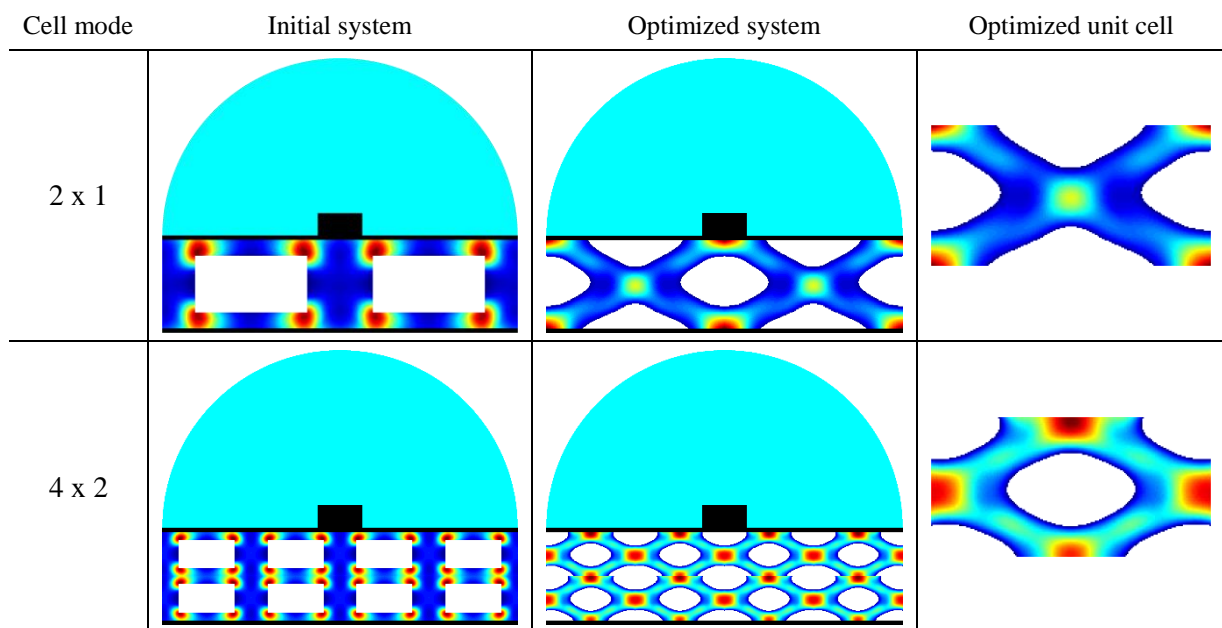 Cell mode Initial system Optimized system Optimized unit cell
2 x 1
4 x 2